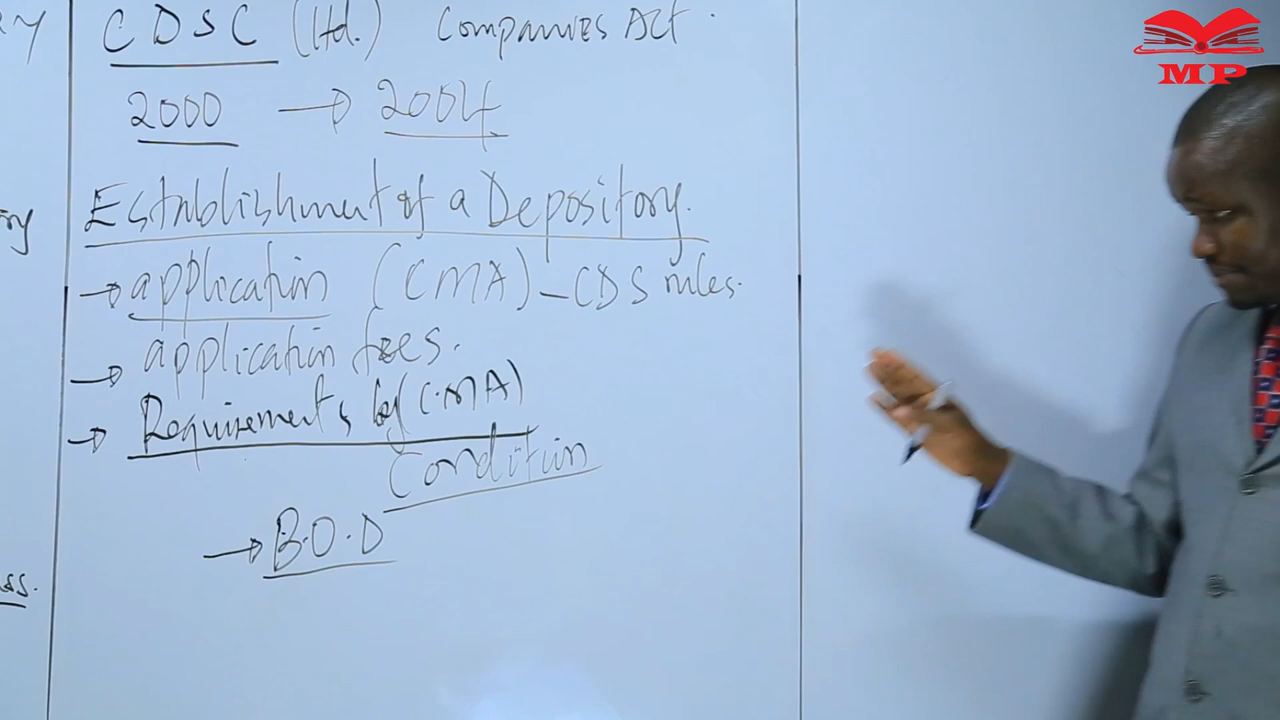 CDSC (Ltd.) Companies Act.
2000 → 2004
Establishment of a Depository.
→ application (CMA) - CDS rules.
→ application fees.
→ Requirements by CMA)
Condition
→ B.O.D
ss.
MP